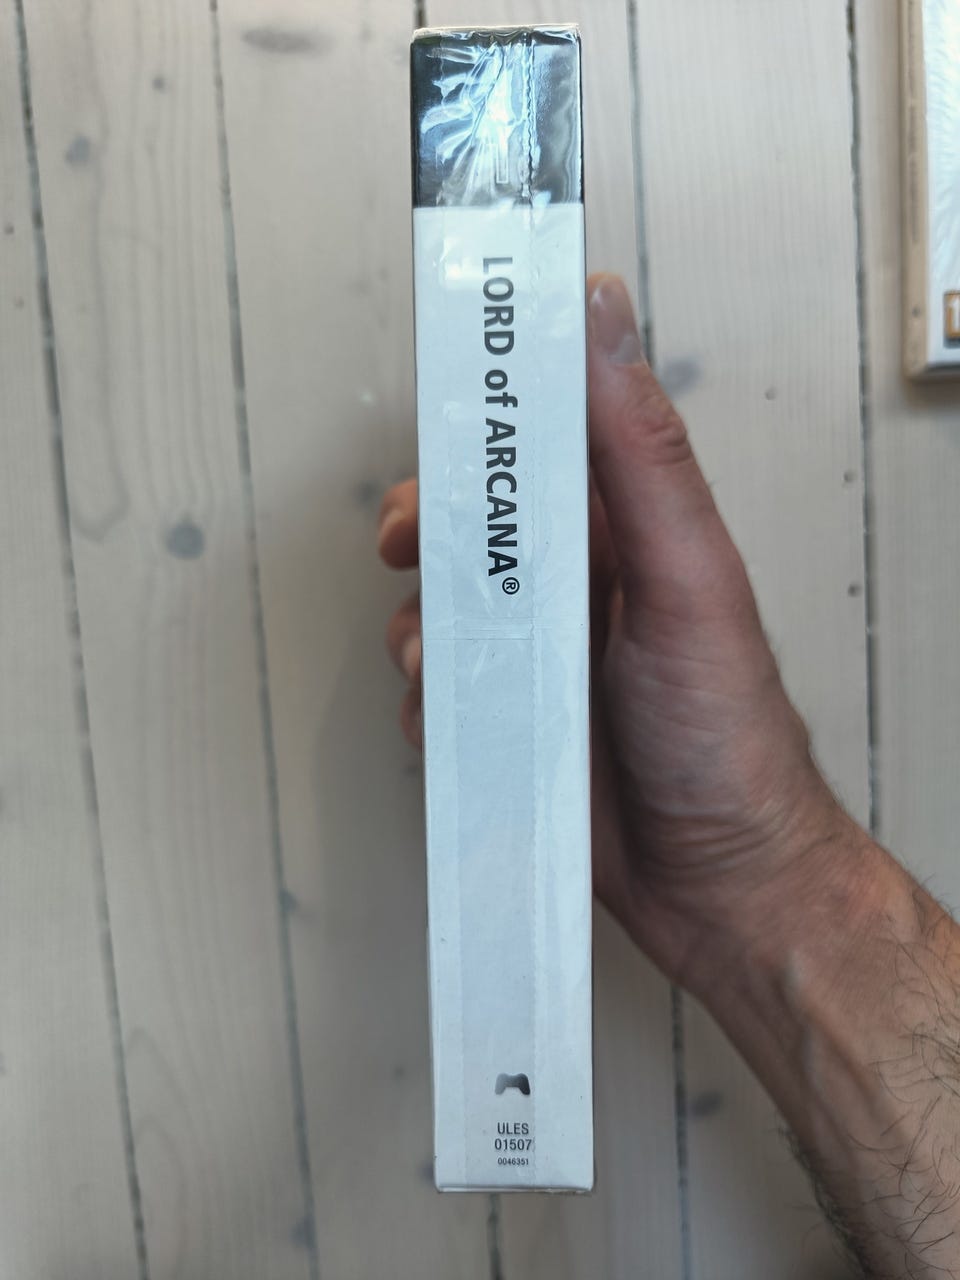 LORD of ARCANA®
ULES
01507
0046351